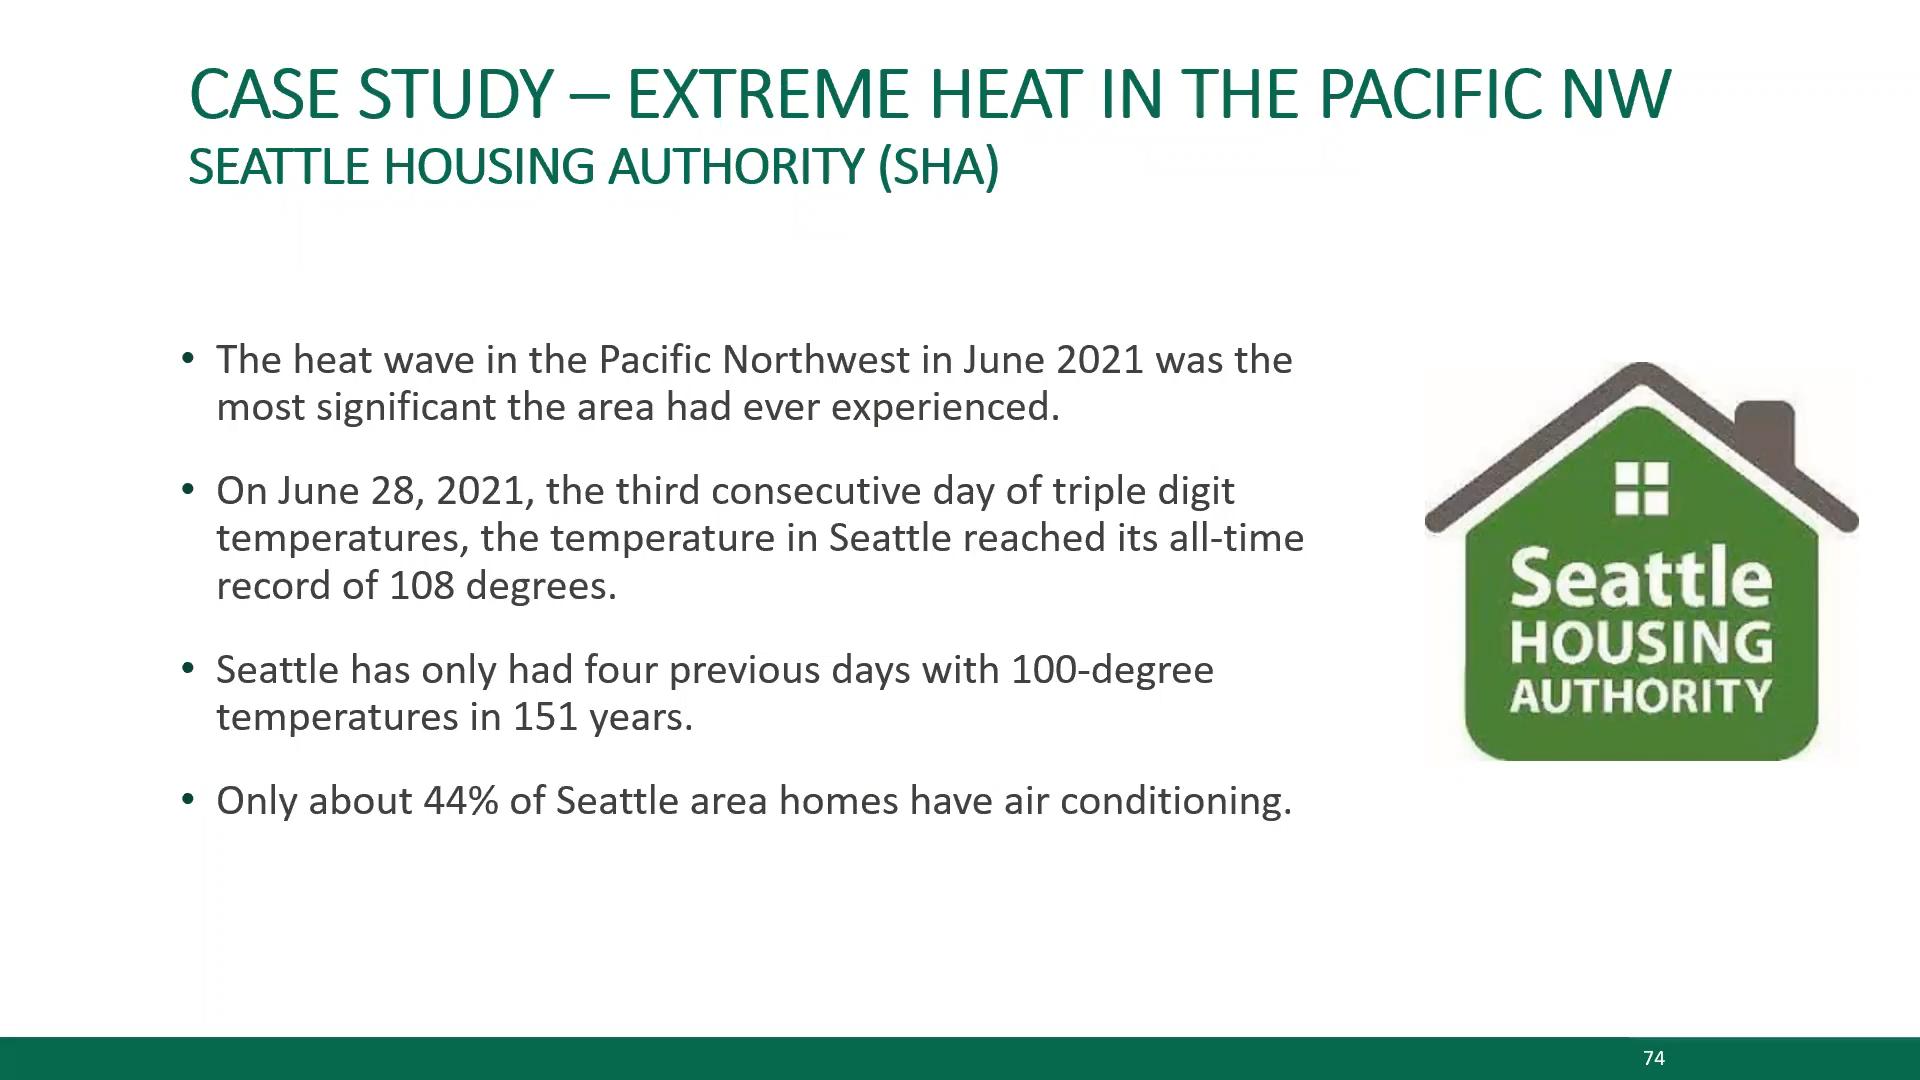 CASE STUDY – EXTREME HEAT IN THE PACIFIC NW
SEATTLE HOUSING AUTHORITY (SHA)
• The heat wave in the Pacific Northwest in June 2021 was the
most significant the area had ever experienced.
• On June 28, 2021, the third consecutive day of triple digit
temperatures, the temperature in Seattle reached its all-time
record of 108 degrees.
• Seattle has only had four previous days with 100-degree
temperatures in 151 years.
• Only about 44% of Seattle area homes have air conditioning.
Seattle
HOUSING
AUTHORITY
74